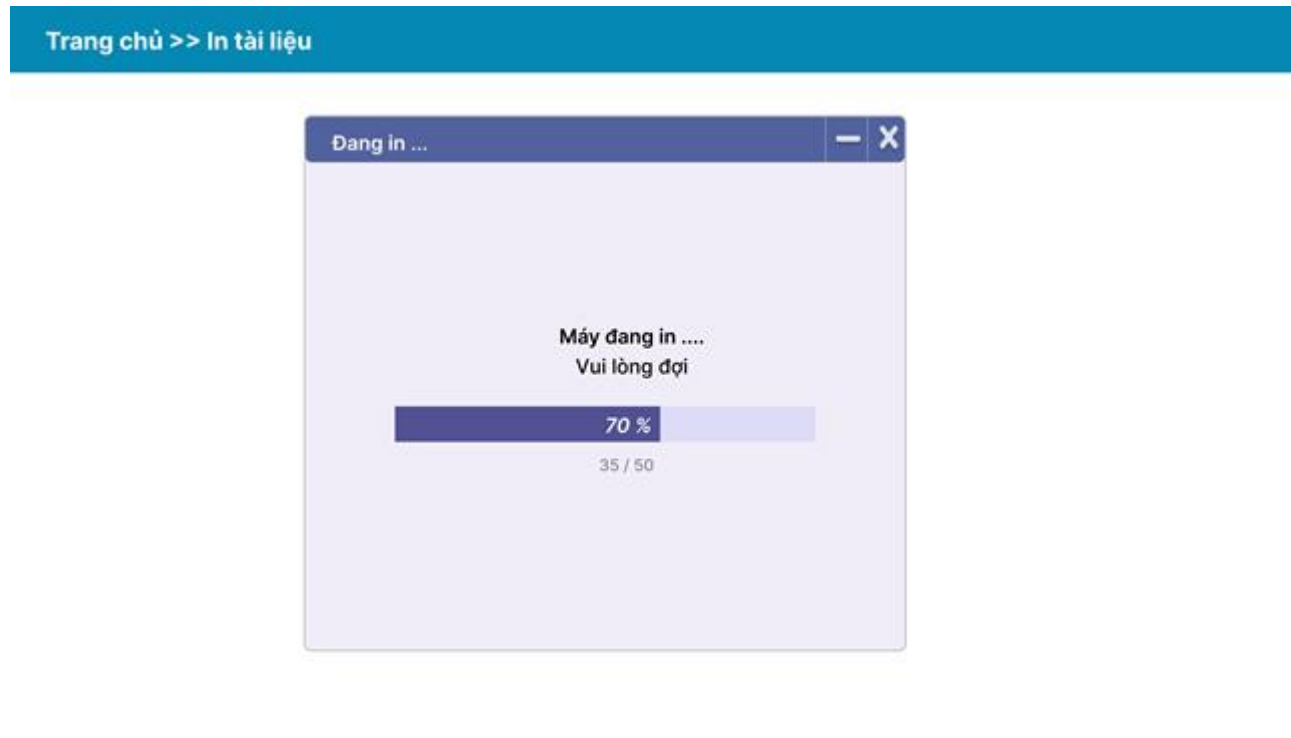 Trang chủ >> In tài liệu
Đang in ...
Máy đang in ....
Vui lòng đợi
70 %
35 / 50